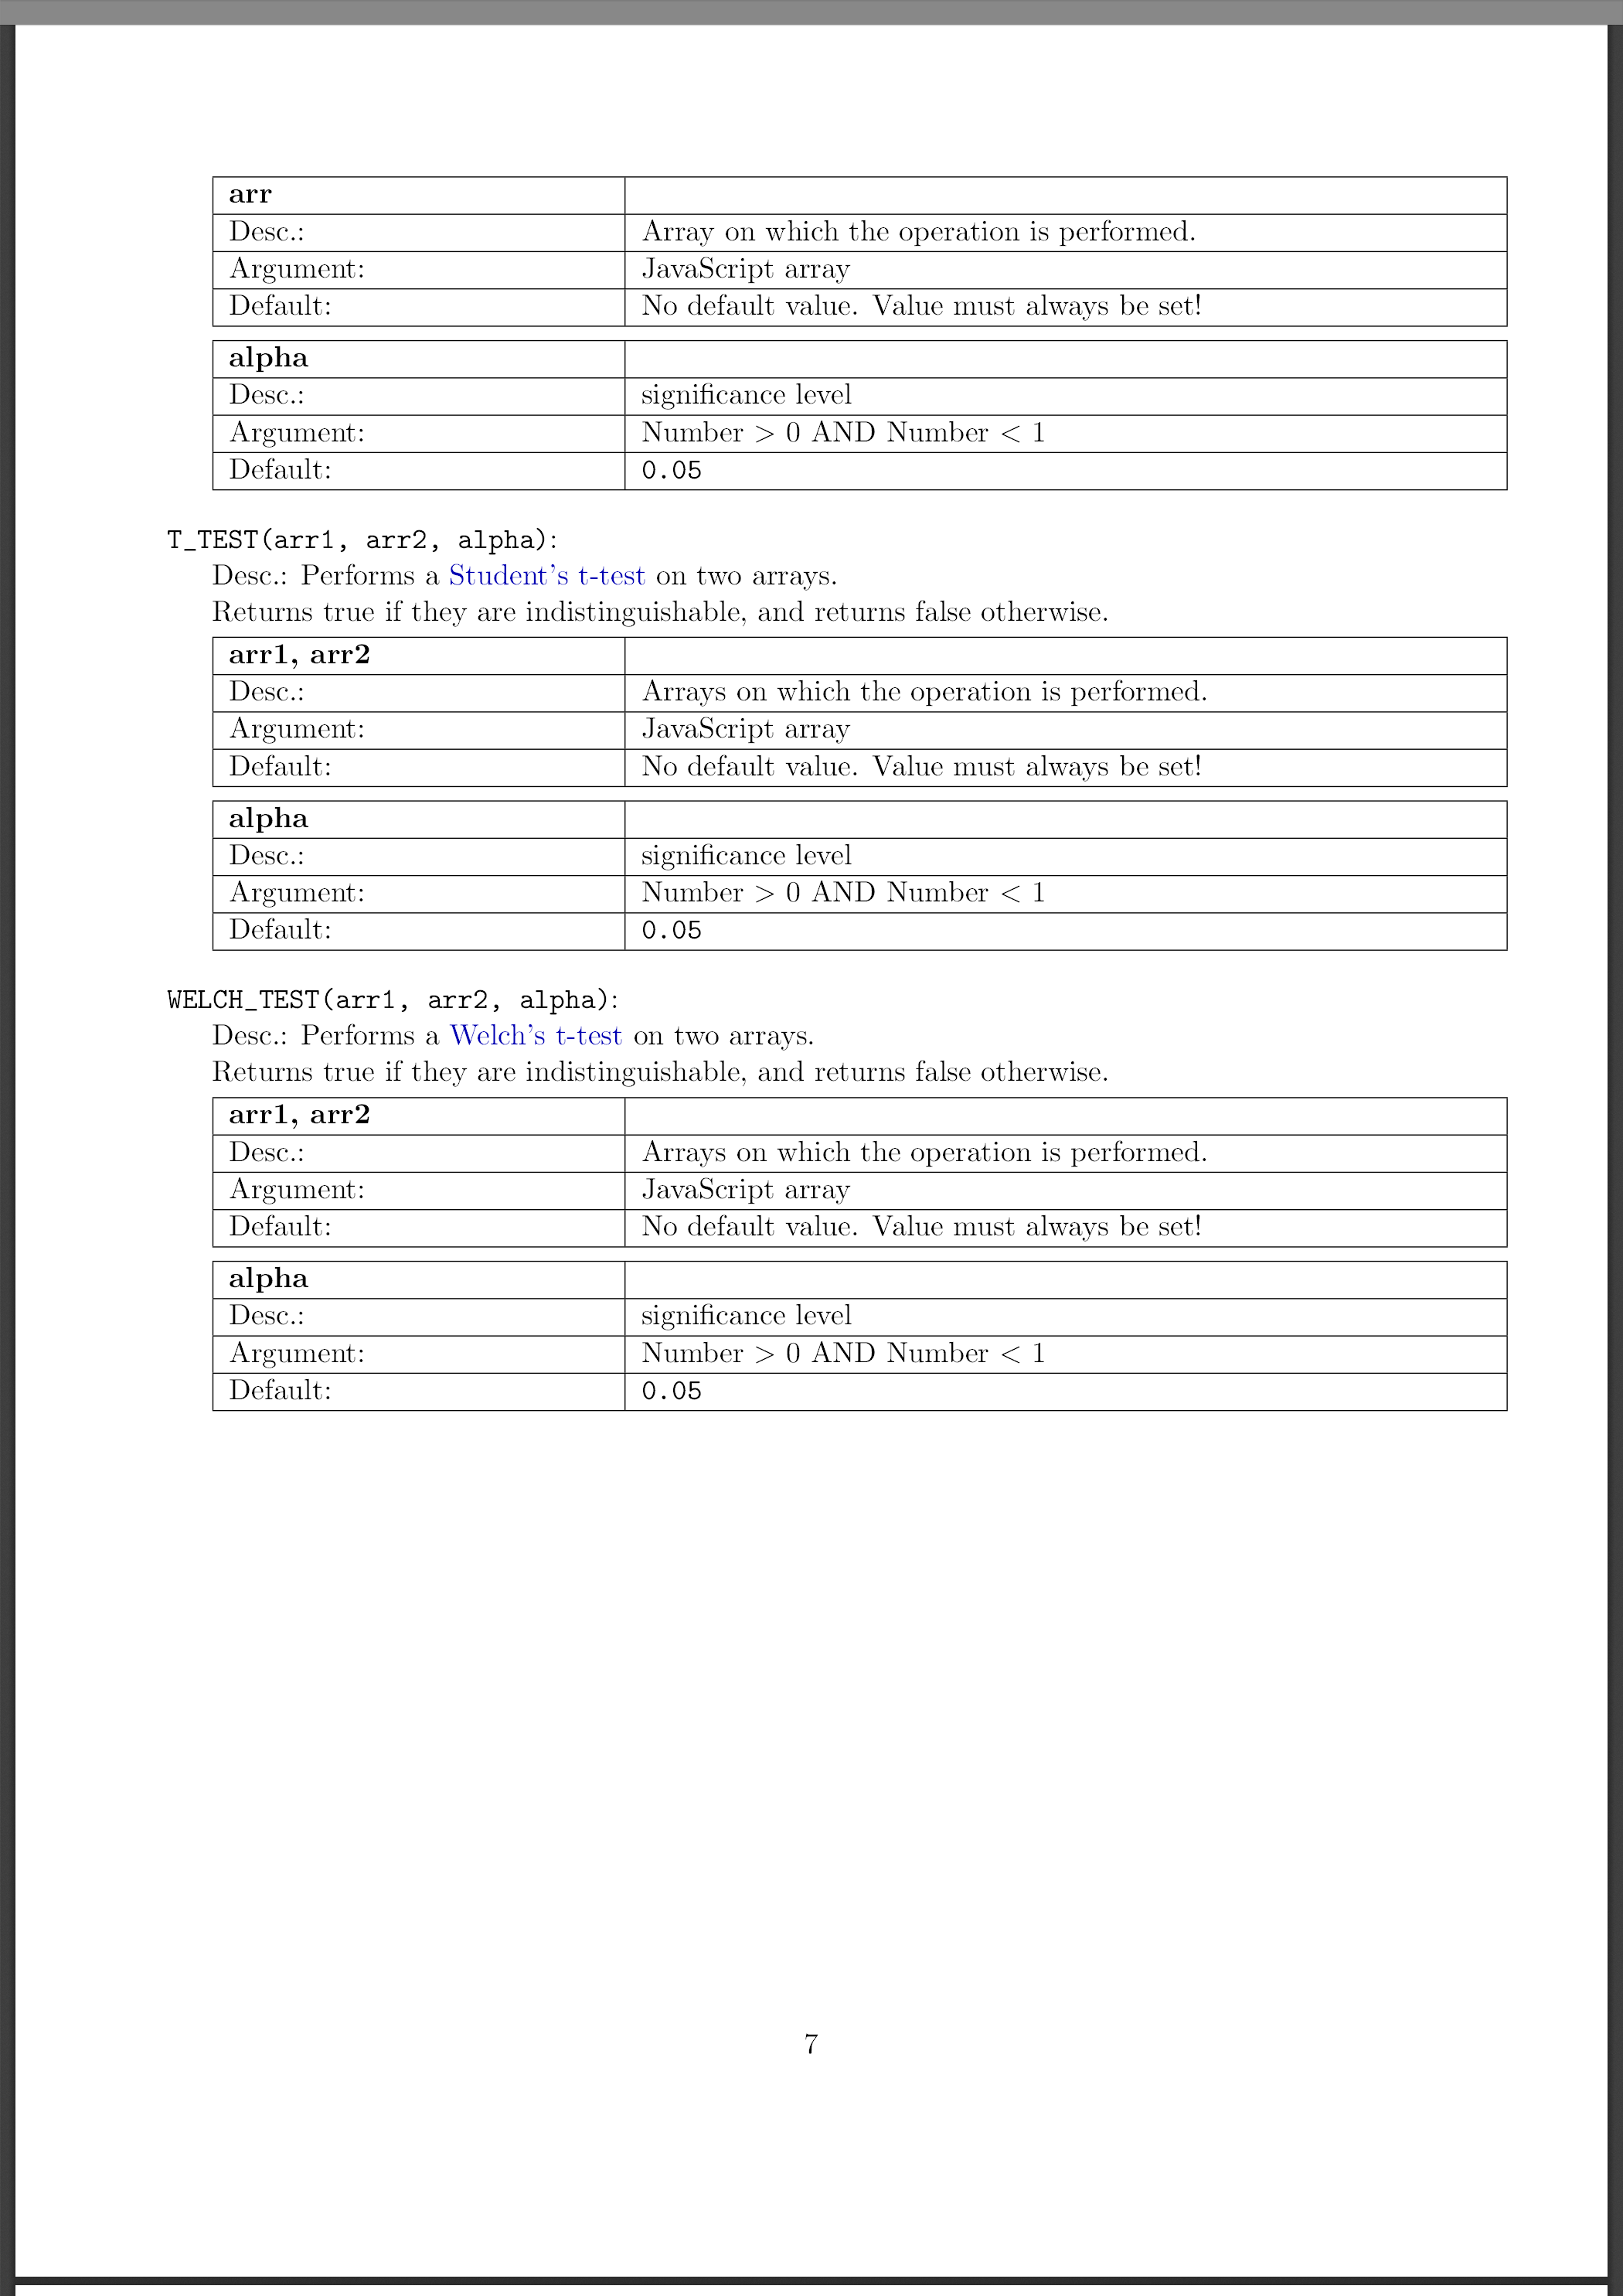 arr
Desc.: Array on which the operation is performed.
Argument: JavaScript array
Default: No default value. Value must always be set!
alpha
Desc.: significance level
Argument: Number > 0 AND Number < 1
Default: 0.05
T_TEST(arr1, arr2, alpha):
Desc.: Performs a Student's t-test on two arrays.
Returns true if they are indistinguishable, and returns false otherwise.
arr1, arr2
Desc.: Arrays on which the operation is performed.
Argument: JavaScript array
Default: No default value. Value must always be set!
alpha
Desc.: significance level
Argument: Number > 0 AND Number < 1
Default: 0.05
WELCH_TEST(arr1, arr2, alpha):
Desc.: Performs a Welch's t-test on two arrays.
Returns true if they are indistinguishable, and returns false otherwise.
arr1, arr2
Desc.: Arrays on which the operation is performed.
Argument: JavaScript array
Default: No default value. Value must always be set!
alpha
Desc.: significance level
Argument: Number > 0 AND Number < 1
Default: 0.05
7